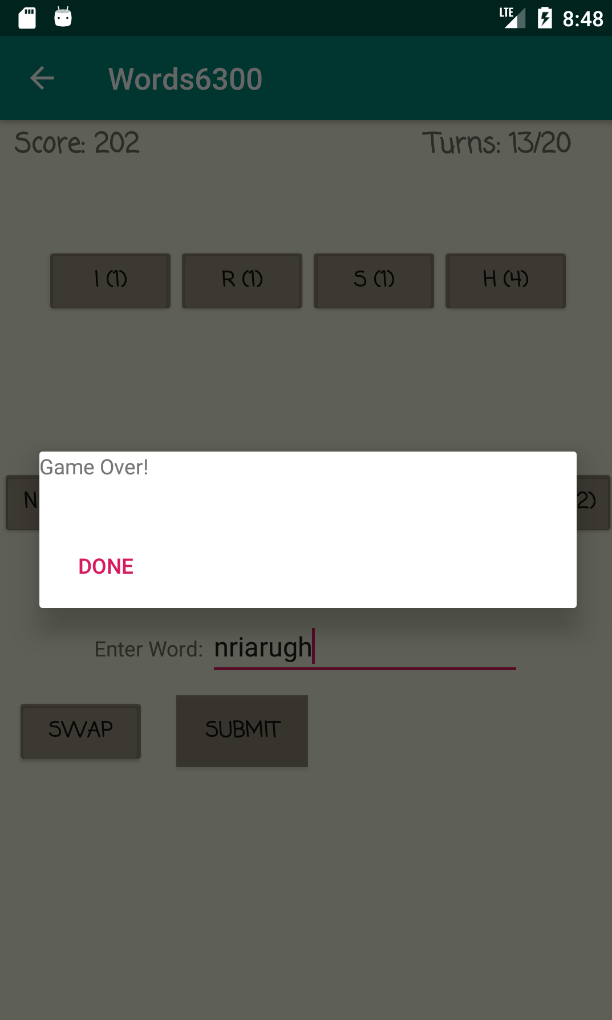 LTE 8:48
Words6300
Score: 202 Turns: 13/20
I (1) R (1) S (1) H (4)
Game Over!
N 2)
DONE
Enter Word: nriarugh
SWAP SUBMIT